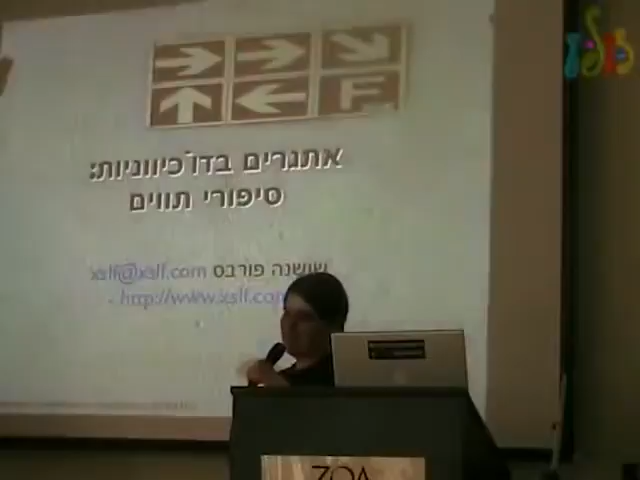 F
אתגרים בדו־כיווניות:
סיפורי תווים
שושנה פורבס xslf@xslf.com
http://www.xslf.com
ZOA